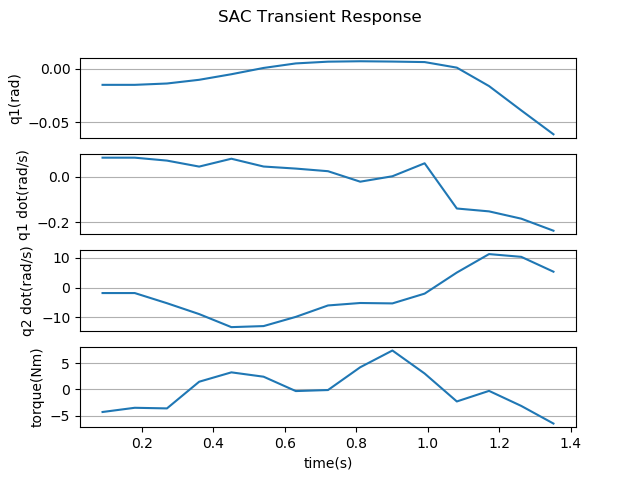 SAC Transient Response
0.00
−0.05
q1(rad)
0.0
−0.2
q1 dot(rad/s)
10
0
−10
q2 dot(rad/s)
5
0
−5
torque(Nm)
0.2 0.4 0.6 0.8 1.0 1.2 1.4
time(s)